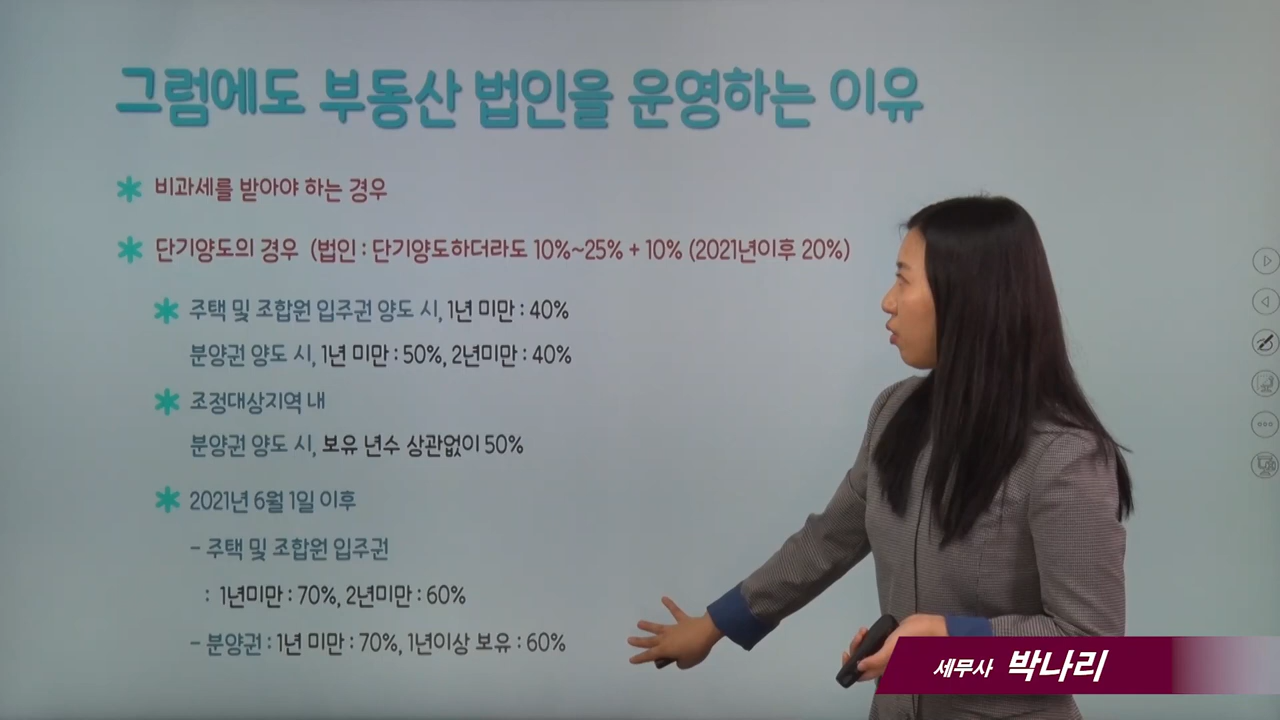 그럼에도 부동산 법인을 운영하는 이유
비과세를 받아야 하는 경우
단기양도의 경우 (법인 : 단기양도하더라도 10%~25% + 10% (2021년이후 20%)
주택 및 조합원 입주권 양도 시, 1년 미만 : 40%
분양권 양도 시, 1년 미만 : 50%, 2년미만 : 40%
조정대상지역 내
분양권 양도 시, 보유 년수 상관없이 50%
2021년 6월 1일 이후
- 주택 및 조합원 입주권
: 1년미만 : 70%, 2년미만 : 60%
- 분양권 : 1년 미만 : 70%, 1년이상 보유 : 60%
세무사 박나리